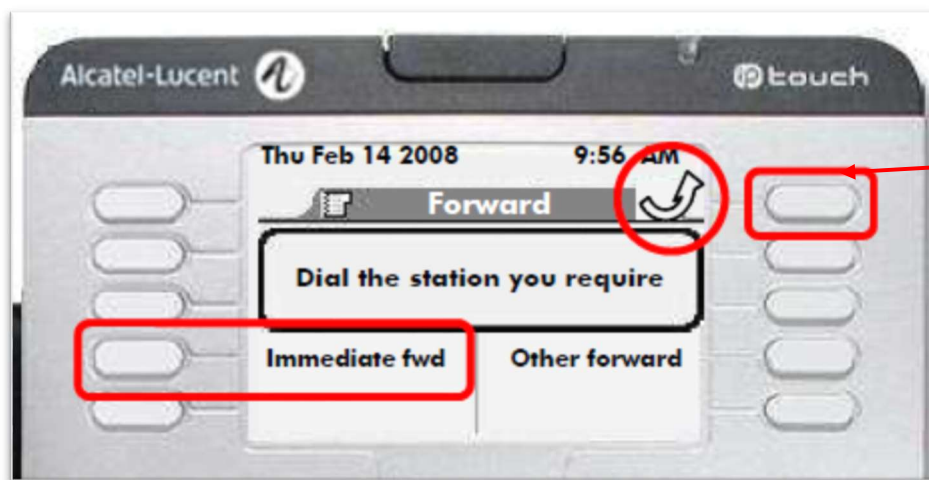 Alcatel-Lucent
touch
Thu Feb 14 2008 9:56 AM
Forward
Dial the station you require
Immediate fwd Other forward